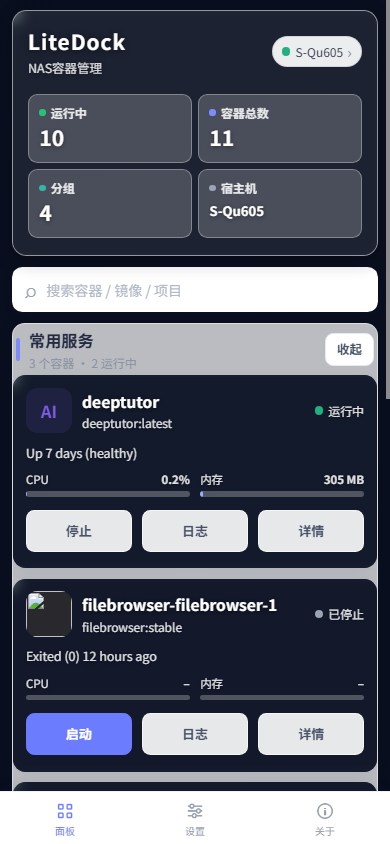 LiteDock
NAS容器管理
S-Qu605 ›
运行中
10
容器总数
11
分组
4
宿主机
S-Qu605
搜索容器 / 镜像 / 项目
常用服务
3 个容器 · 2 运行中
收起
AI
deeptutor
deeptutor:latest
运行中
Up 7 days (healthy)
CPU 0.2% 内存 305 MB
停止 日志 详情
filebrowser-filebrowser-1
filebrowser:stable
已停止
Exited (0) 12 hours ago
CPU – 内存 –
启动 日志 详情
面板 设置 关于